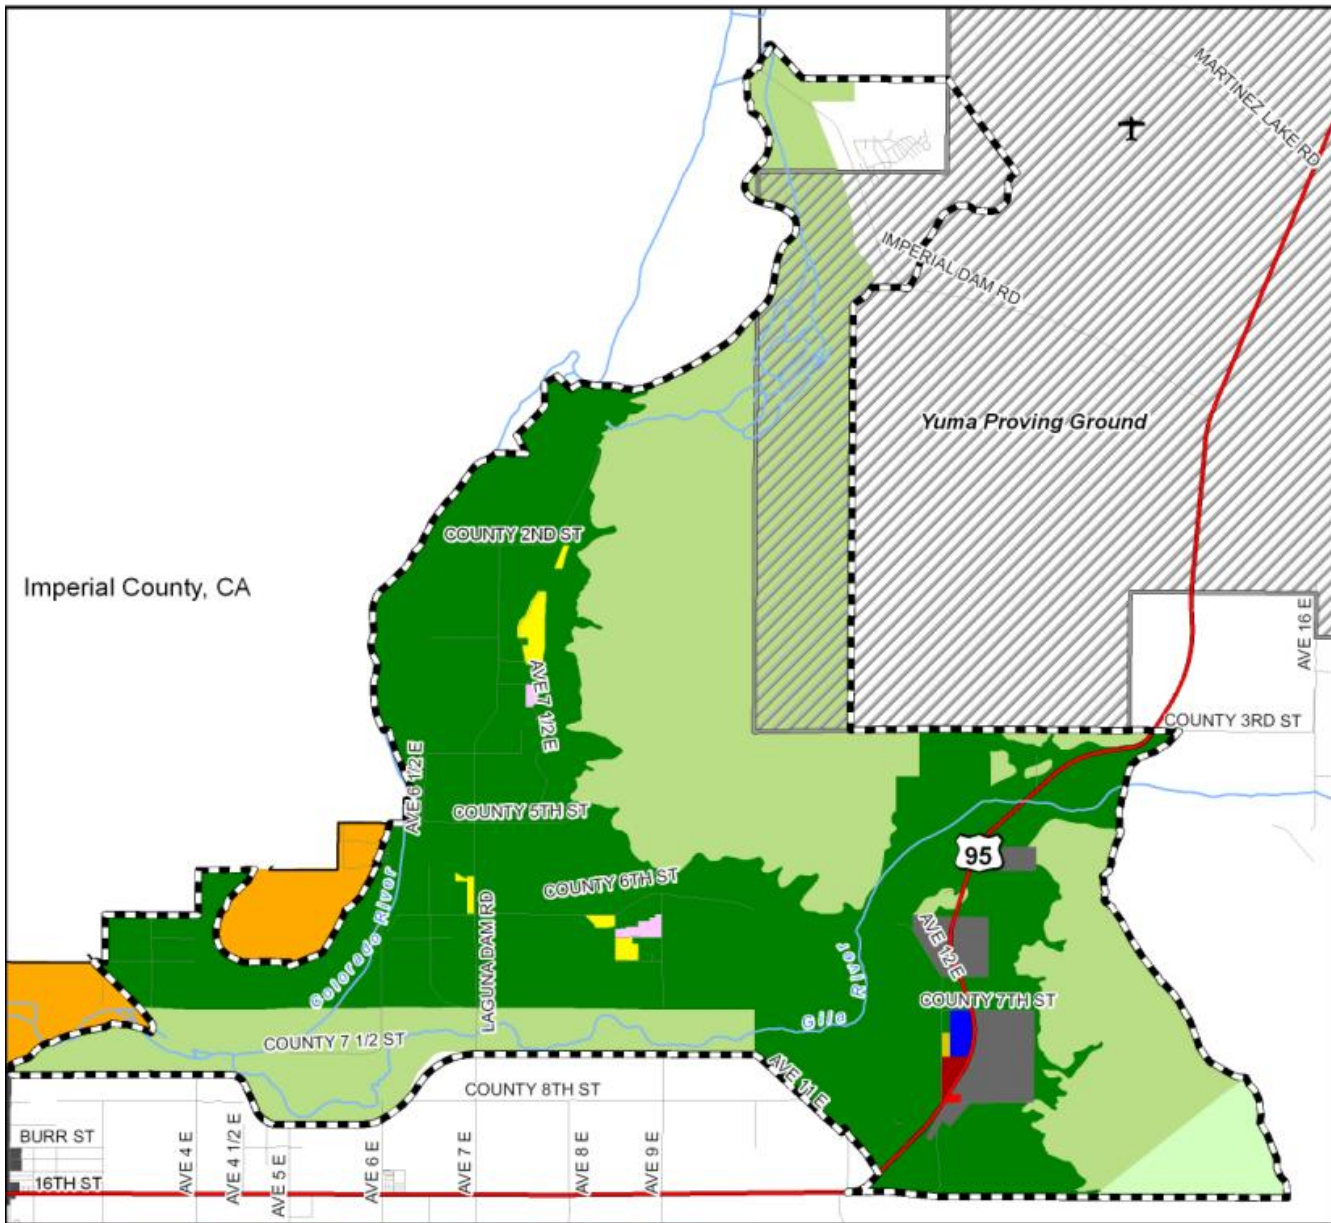 MARTINEZ LAKE RD
IMPERIAL DAM RD
Yuma Proving Ground
COUNTY 2ND ST
Imperial County, CA
AVE 16 E
AVE 7 1/2 E
COUNTY 3RD ST
AVE 6 1/2 E
COUNTY 5TH ST
95
COUNTY 6TH ST
Colorado River
LAGUNA DAM RD
AVE 12 E
Gila River
COUNTY 7TH ST
COUNTY 7 1/2 ST
AVE 11 E
COUNTY 8TH ST
BURR ST
AVE 4 E
AVE 4 1/2 E
AVE 5 E
AVE 6 E
AVE 7 E
AVE 8 E
AVE 9 E
16TH ST